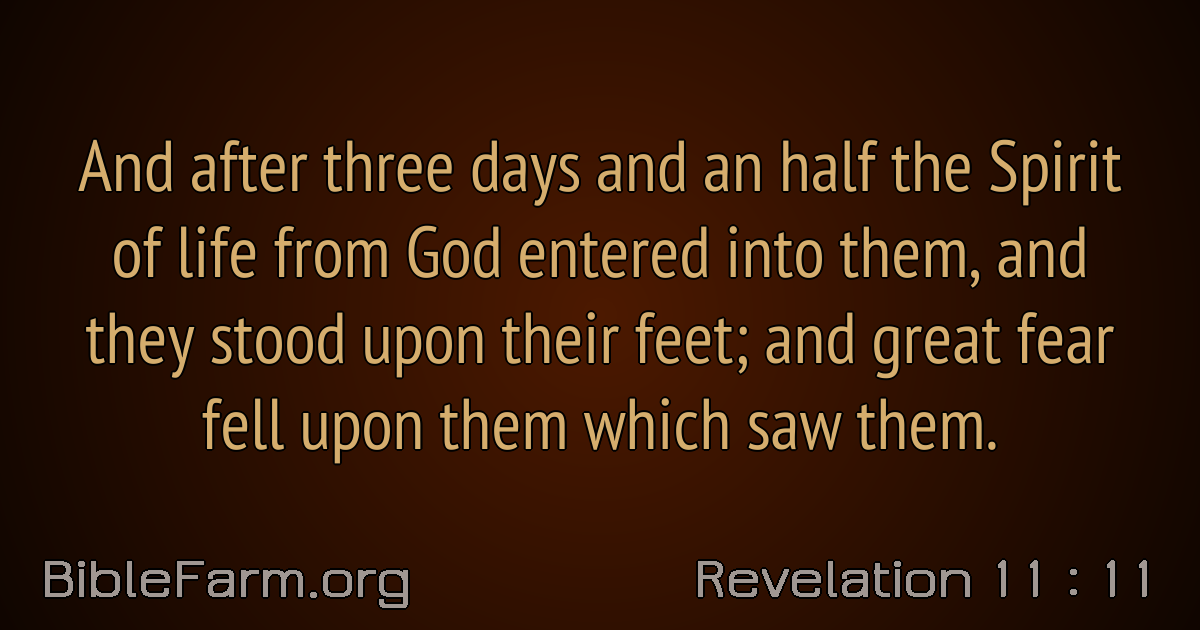 And after three days and an half the Spirit
of life from God entered into them, and
they stood upon their feet; and great fear
fell upon them which saw them.
BibleFarm.org
Revelation 11 : 11